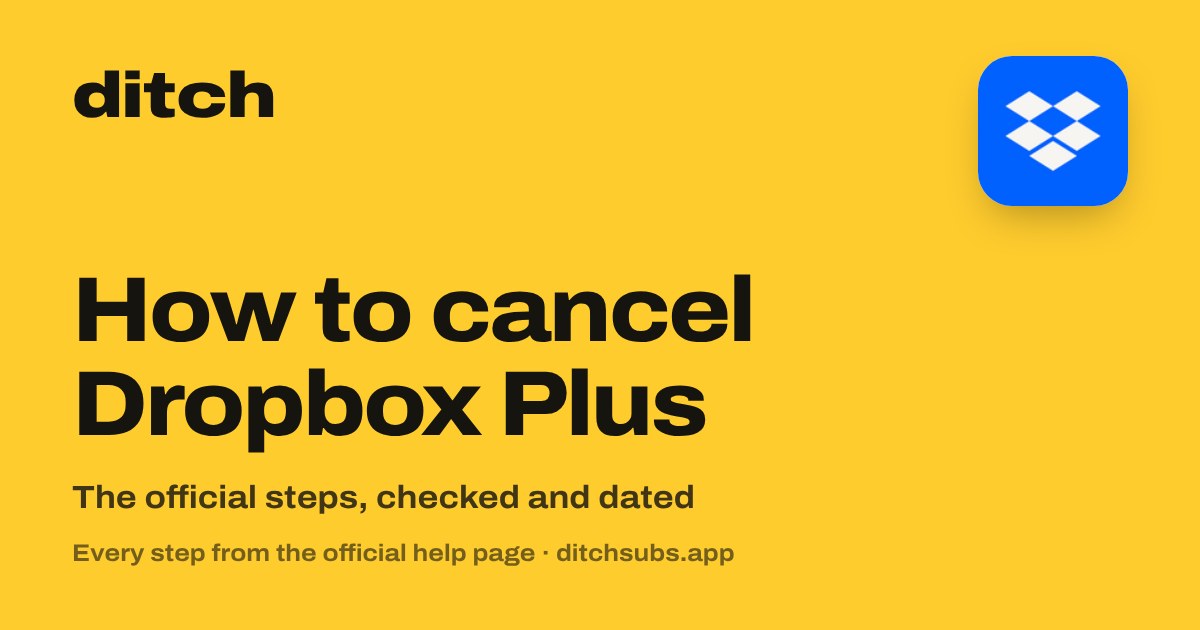 ditch
How to cancel
Dropbox Plus
The official steps, checked and dated
Every step from the official help page · ditchsubs.app